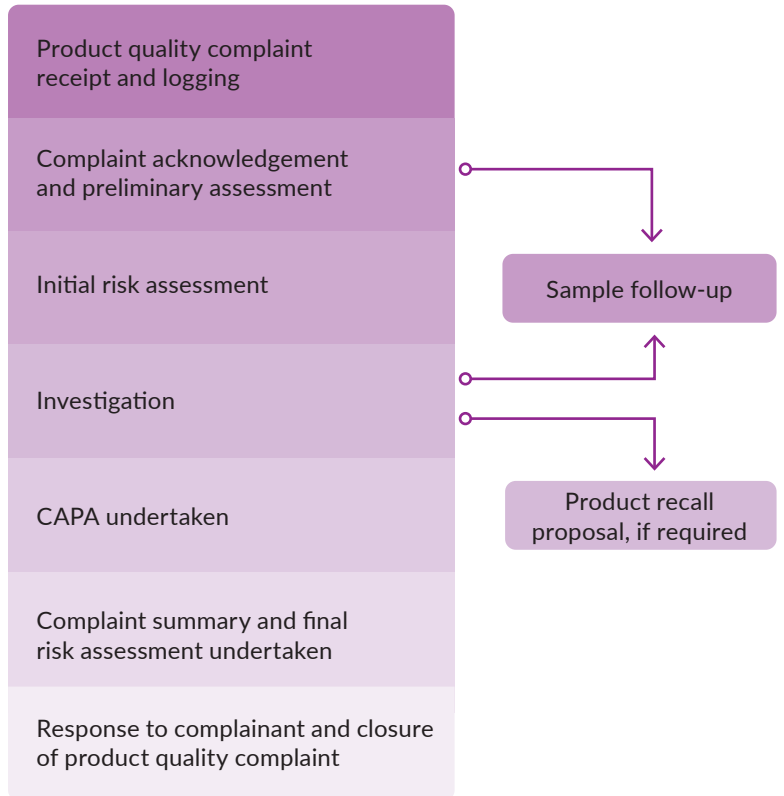 Product quality complaint
receipt and logging
Complaint acknowledgement
and preliminary assessment
Initial risk assessment
Sample follow-up
Investigation
Product recall
proposal, if required
CAPA undertaken
Complaint summary and final
risk assessment undertaken
Response to complainant and closure
of product quality complaint